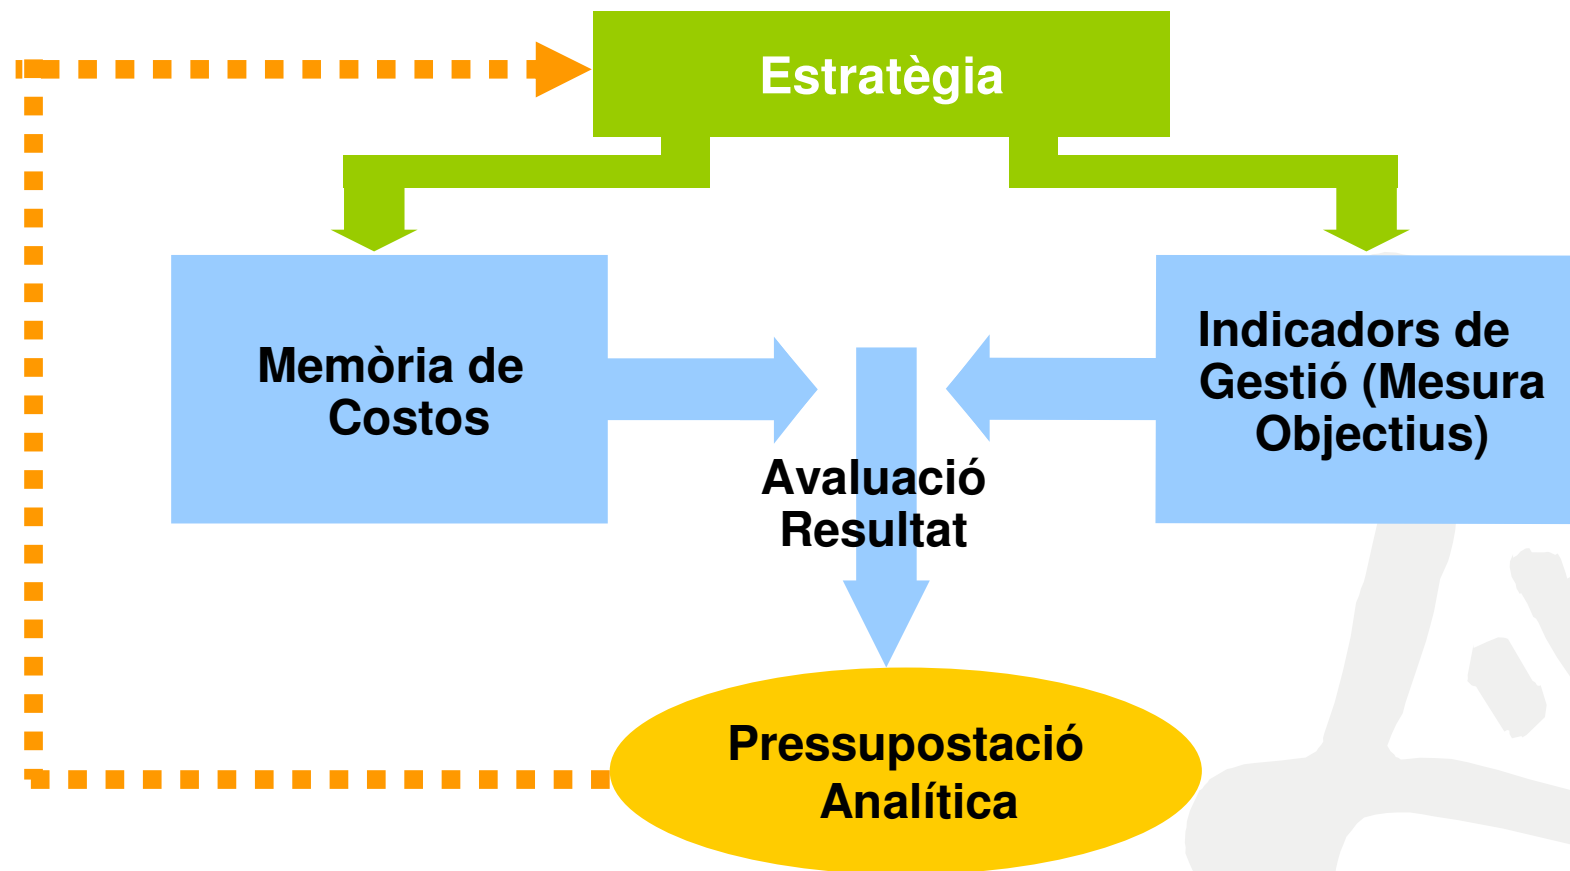 Estratègia
Memòria de
Costos
Indicadors de
Gestió (Mesura
Objectius)
Avaluació
Resultat
Pressupostació
Analítica